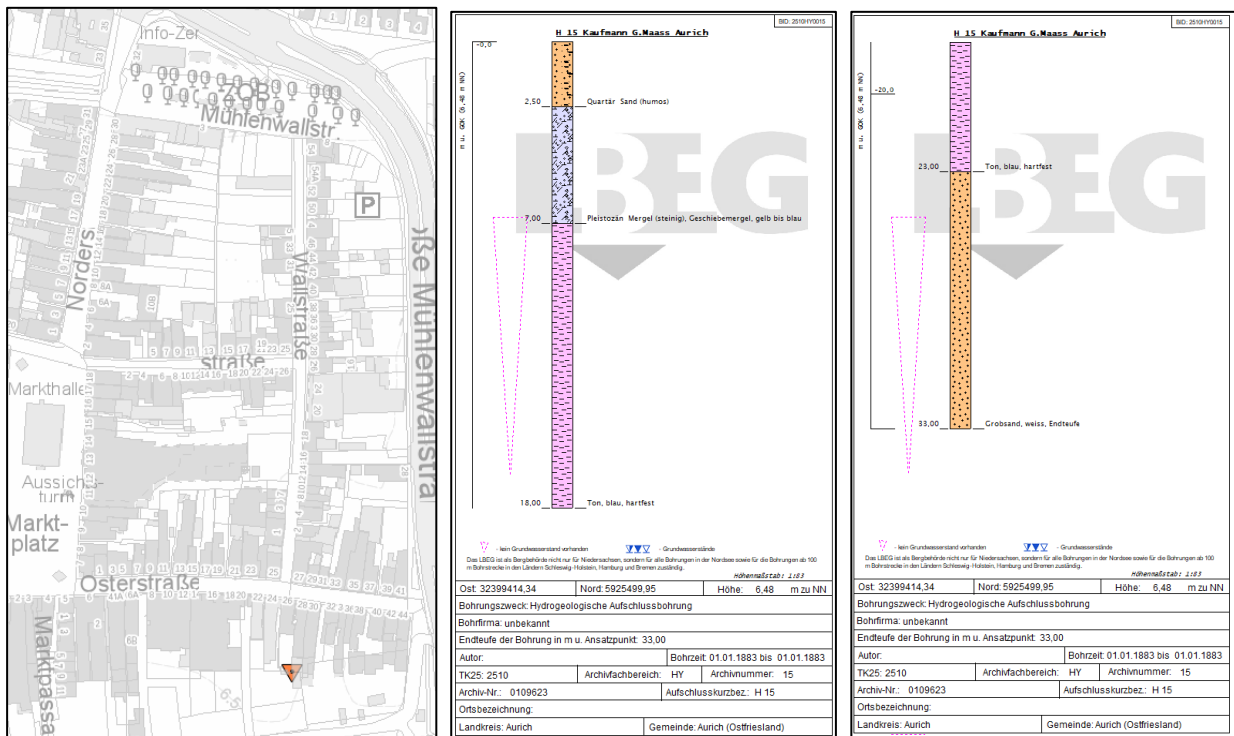 Info-Zer
ZOB
Mühlenwallstr.
P
Norders
Wallstraße
oße Mühlenwallstra
straße
Markthalle
Aussichts-
turm
Markt-
platz
Osterstraße
Marktpassa
6.5
BID: 2510HY0015
H 15 Kaufmann G.Maass Aurich
m u. GOK (6,48 m NN)
-0,0
2,50 Quartär Sand (humos)
LBEG
7,00 Pleistozän Mergel (steinig), Geschiebemergel, gelb bis blau
18,00 Ton, blau, hartfest
- kein Grundwasserstand vorhanden - Grundwasserstände
Das LBEG ist als Bergbehörde nicht nur für Niedersachsen, sondern für alle Bohrungen in der Nordsee sowie für die Bohrungen ab 100
m Bohrstrecke in den Ländern Schleswig-Holstein, Hamburg und Bremen zuständig.
Höhenmaßstab: 1:83
Ost: 32399414,34 Nord: 5925499,95 Höhe: 6,48 m zu NN
Bohrungszweck: Hydrogeologische Aufschlussbohrung
Bohrfirma: unbekannt
Endteufe der Bohrung in m u. Ansatzpunkt: 33,00
Autor: Bohrzeit: 01.01.1883 bis 01.01.1883
TK25: 2510 Archivfachbereich: HY Archivnummer: 15
Archiv-Nr.: 0109623 Aufschlusskurzbez.: H 15
Ortsbezeichnung:
Landkreis: Aurich Gemeinde: Aurich (Ostfriesland)
BID: 2510HY0015
H 15 Kaufmann G.Maass Aurich
m u. GOK (6,48 m NN)
-20,0
LBEG
23,00 Ton, blau, hartfest
33,00 Grobsand, weiss, Endteufe
- kein Grundwasserstand vorhanden - Grundwasserstände
Das LBEG ist als Bergbehörde nicht nur für Niedersachsen, sondern für alle Bohrungen in der Nordsee sowie für die Bohrungen ab 100
m Bohrstrecke in den Ländern Schleswig-Holstein, Hamburg und Bremen zuständig.
Höhenmaßstab: 1:83
Ost: 32399414,34 Nord: 5925499,95 Höhe: 6,48 m zu NN
Bohrungszweck: Hydrogeologische Aufschlussbohrung
Bohrfirma: unbekannt
Endteufe der Bohrung in m u. Ansatzpunkt: 33,00
Autor: Bohrzeit: 01.01.1883 bis 01.01.1883
TK25: 2510 Archivfachbereich: HY Archivnummer: 15
Archiv-Nr.: 0109623 Aufschlusskurzbez.: H 15
Ortsbezeichnung:
Landkreis: Aurich Gemeinde: Aurich (Ostfriesland)